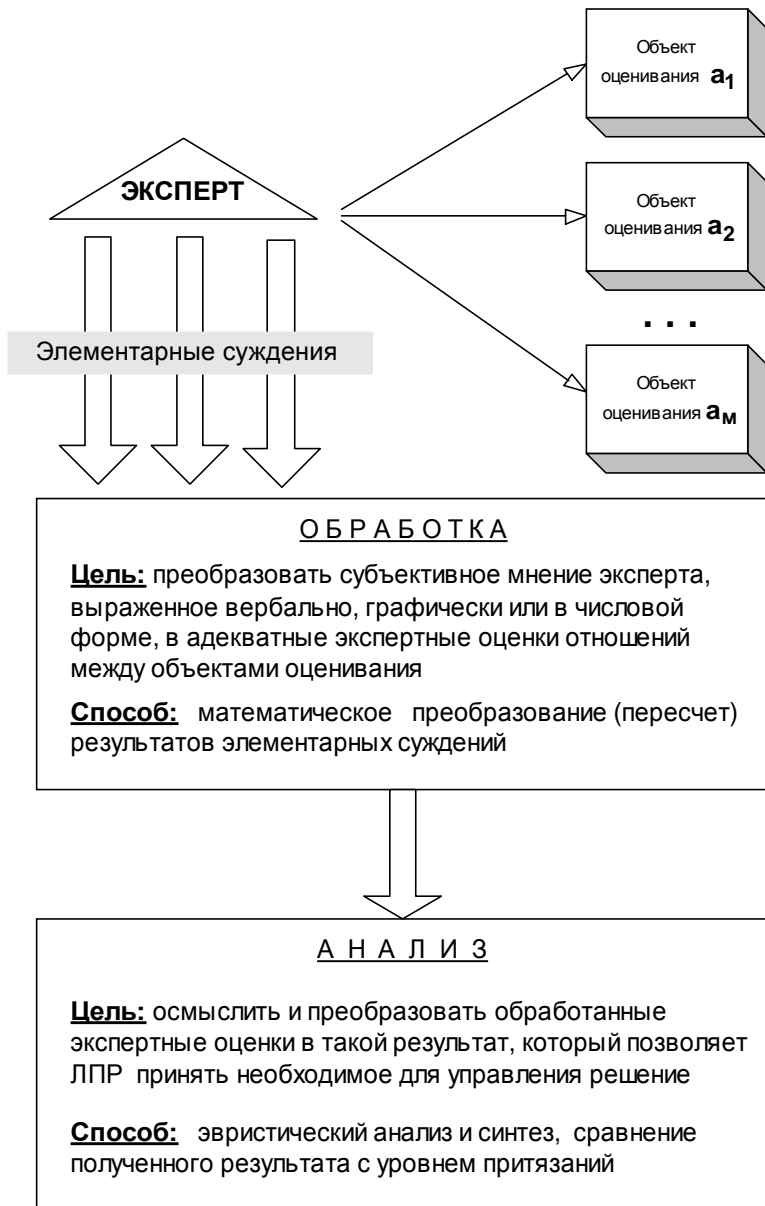 Объект
оценивания a1
ЭКСПЕРТ
Объект
оценивания a2
. . .
Элементарные суждения
Объект
оценивания aM
ОБРАБОТКА
Цель: преобразовать субъективное мнение эксперта,
выраженное вербально, графически или в числовой
форме, в адекватные экспертные оценки отношений
между объектами оценивания
Способ: математическое преобразование (пересчет)
результатов элементарных суждений
АНАЛИЗ
Цель: осмыслить и преобразовать обработанные
экспертные оценки в такой результат, который позволяет
ЛПР принять необходимое для управления решение
Способ: эвристический анализ и синтез, сравнение
полученного результата с уровнем притязаний